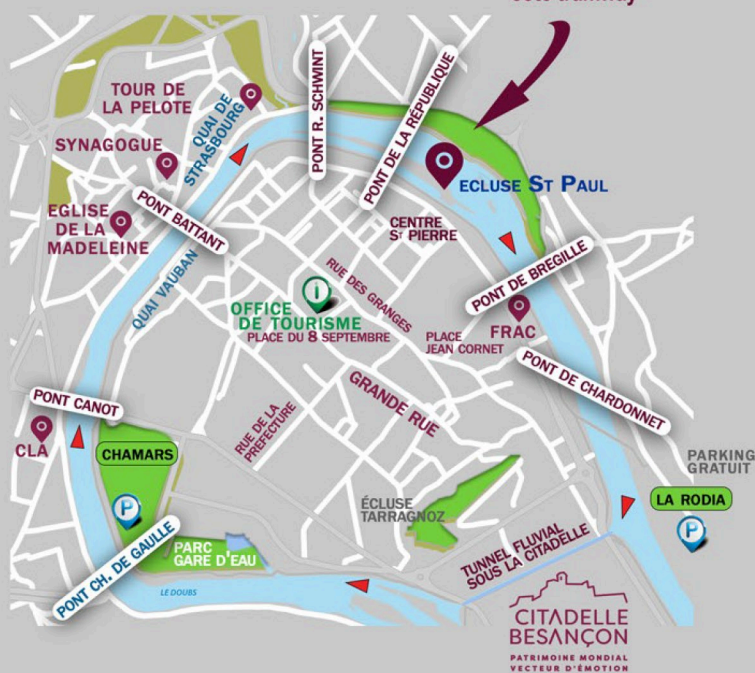 TOUR DE
LA PELOTE
QUAI DE
STRASBOURG
PONT R. SCHWINT
PONT DE LA RÉPUBLIQUE
SYNAGOGUE
ECLUSE ST PAUL
EGLISE
DE LA
MADELEINE
PONT BATTANT
CENTRE
ST PIERRE
QUAI VAUBAN
RUE DES GRANGES
PONT DE BREGILLE
OFFICE
DE TOURISME
PLACE DU 8 SEPTEMBRE
PLACE
JEAN CORNET
FRAC
PONT DE CHARDONNET
GRANDE RUE
PONT CANOT
RUE DE LA
PREFECTURE
CLA
CHAMARS
PARKING
GRATUIT
LA RODIA
P
P
ÉCLUSE
TARRAGNOZ
TUNNEL FLUVIAL
SOUS LA CITADELLE
PONT CH. DE GAULLE
PARC
GARE D'EAU
LE DOUBS
CITADELLE
BESANÇON
PATRIMOINE MONDIAL
VECTEUR D'ÉMOTION